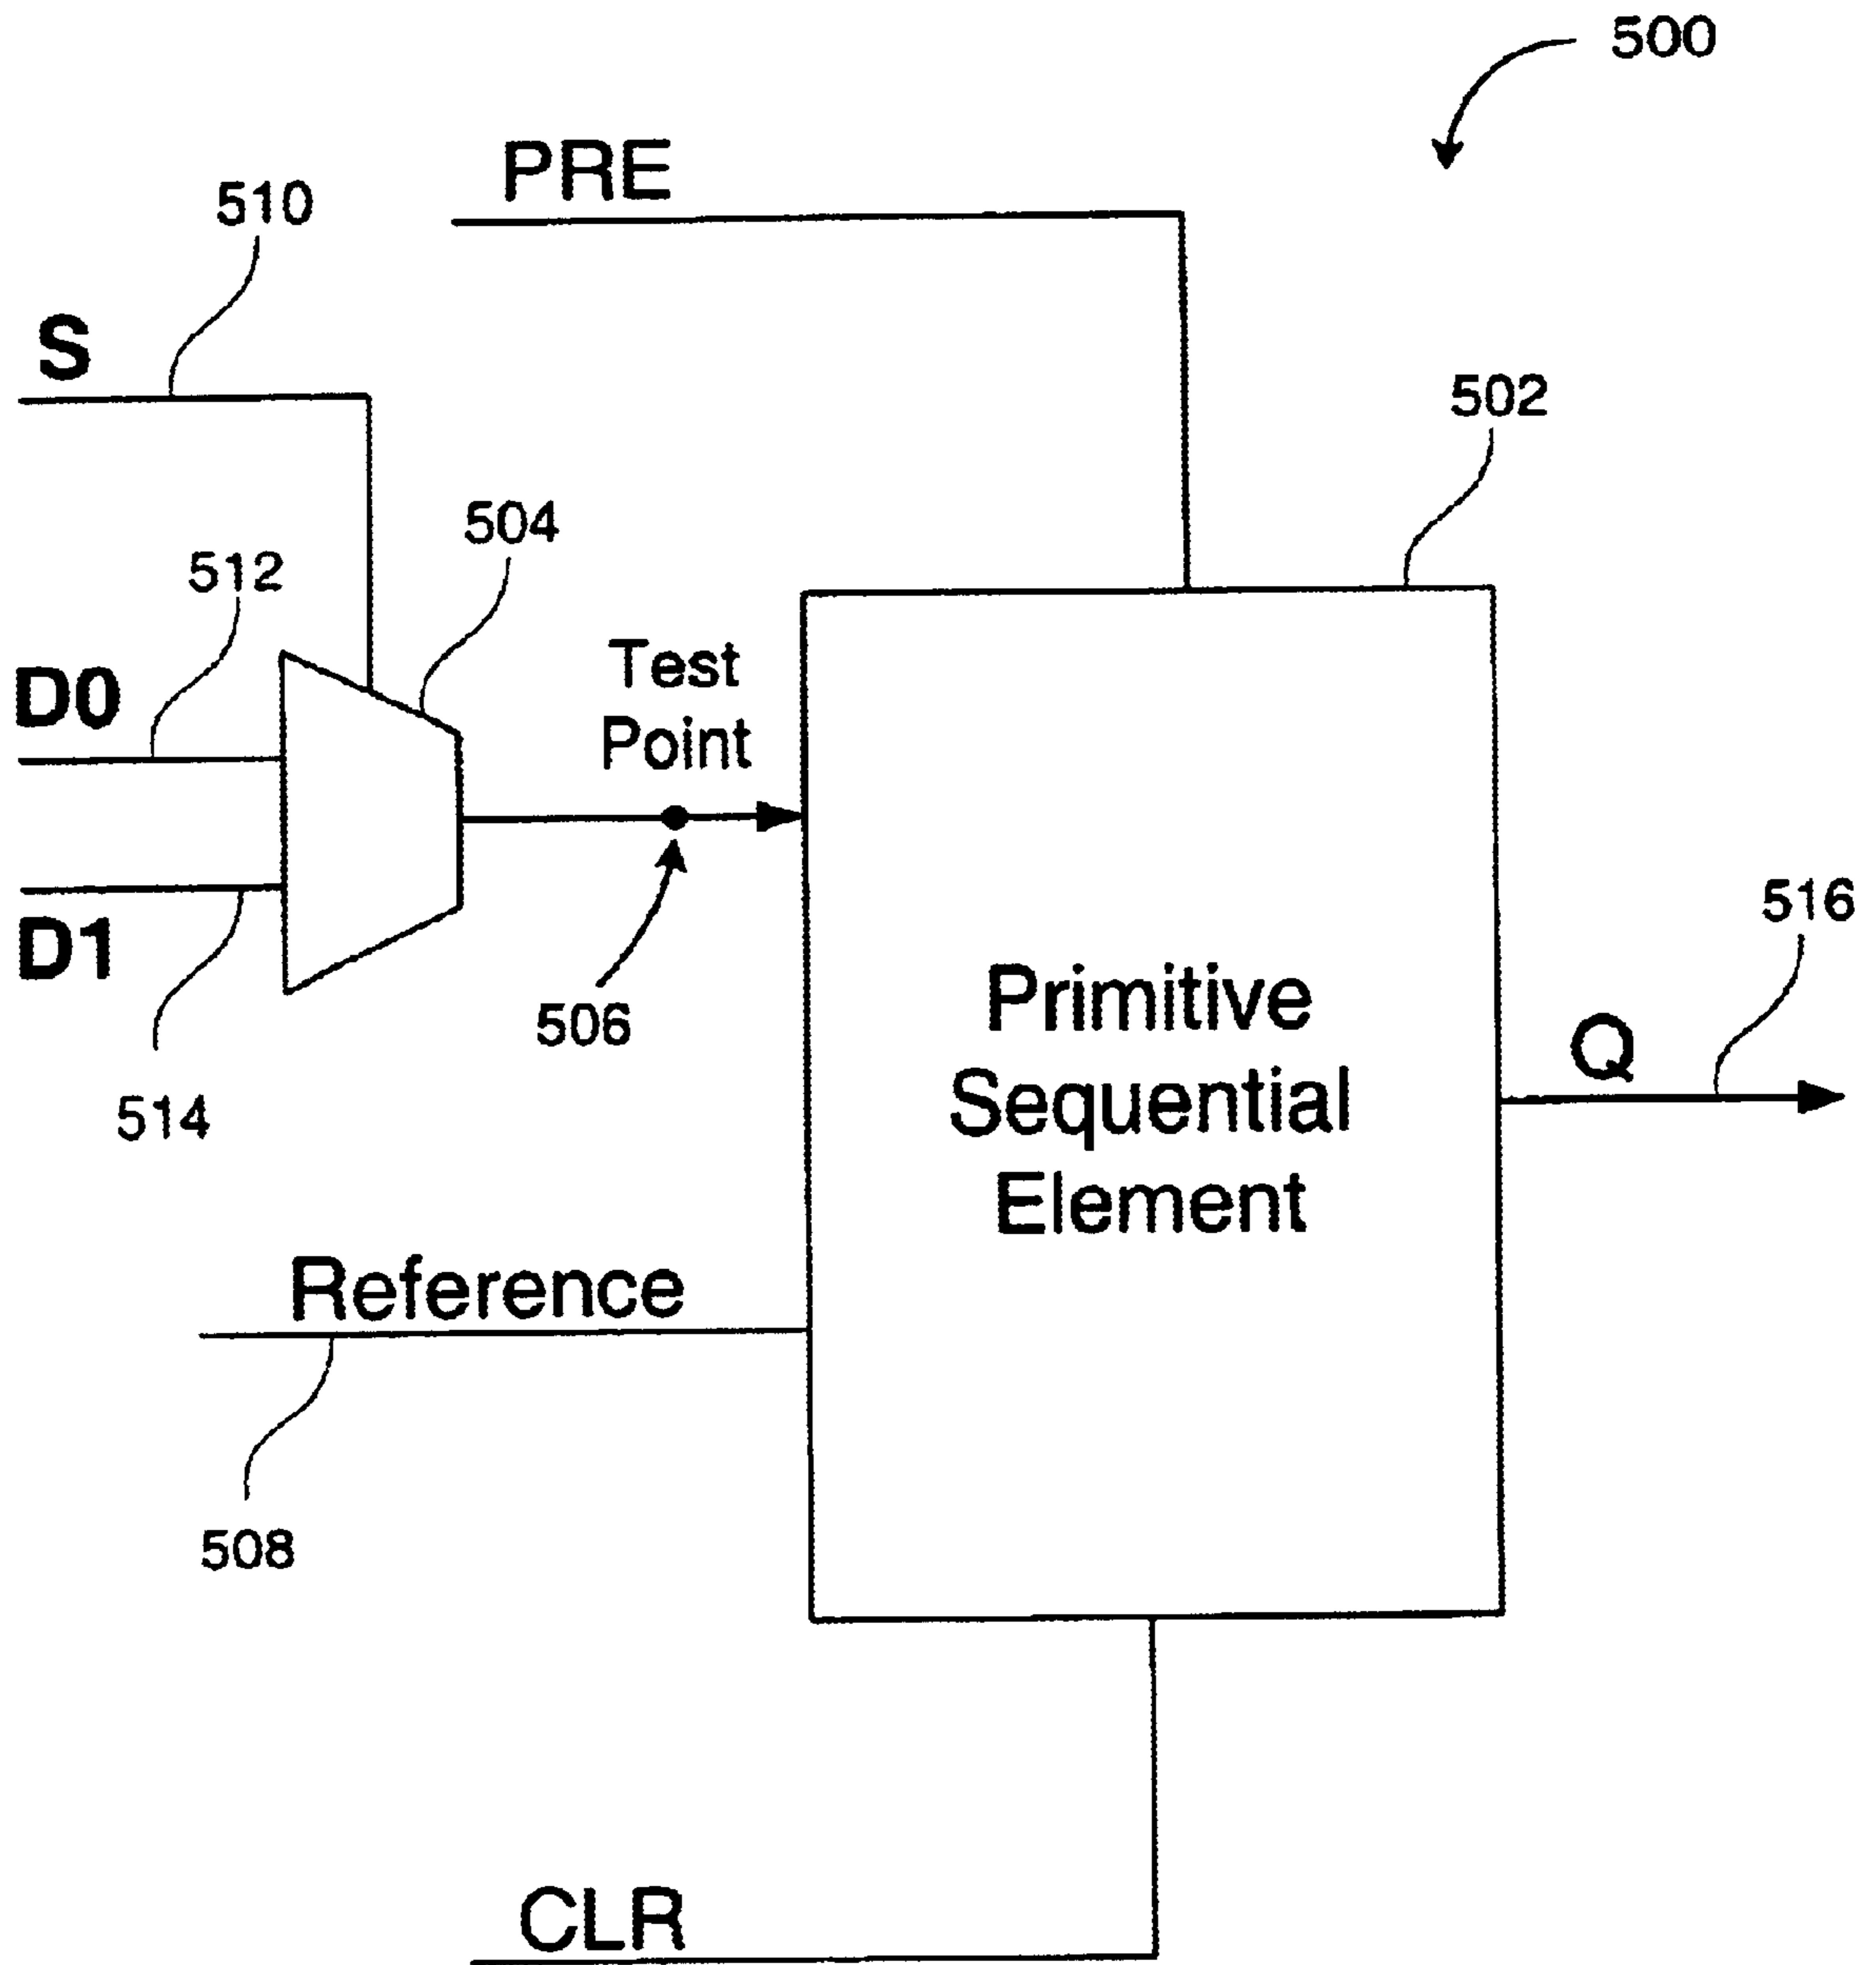 500
PRE
510
S
502
504
512
Test
Point
D0
D1
506
514
516
Primitive
Sequential
Element
Q
Reference
508
CLR